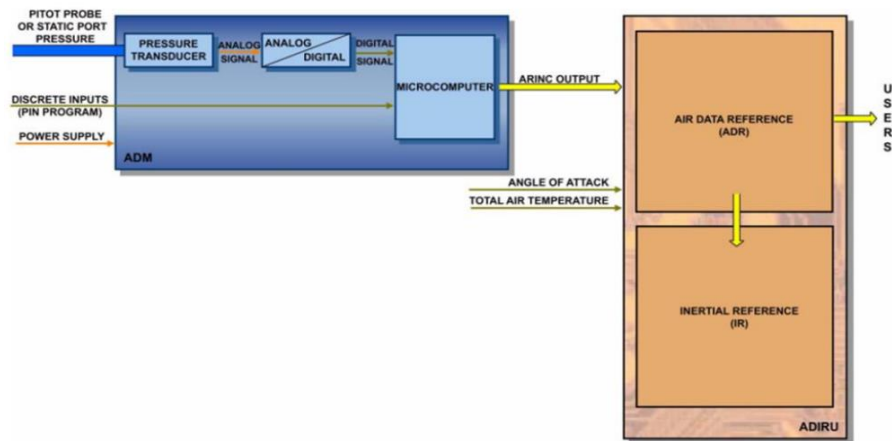 PITOT PROBE
OR STATIC PORT
PRESSURE
PRESSURE
TRANSDUCER
ANALOG
SIGNAL
ANALOG
DIGITAL
DIGITAL
SIGNAL
MICROCOMPUTER
ARINC OUTPUT
DISCRETE INPUTS
(PIN PROGRAM)
POWER SUPPLY
ADM
AIR DATA REFERENCE
(ADR)
U
S
E
R
S
ANGLE OF ATTACK
TOTAL AIR TEMPERATURE
INERTIAL REFERENCE
(IR)
ADIRU